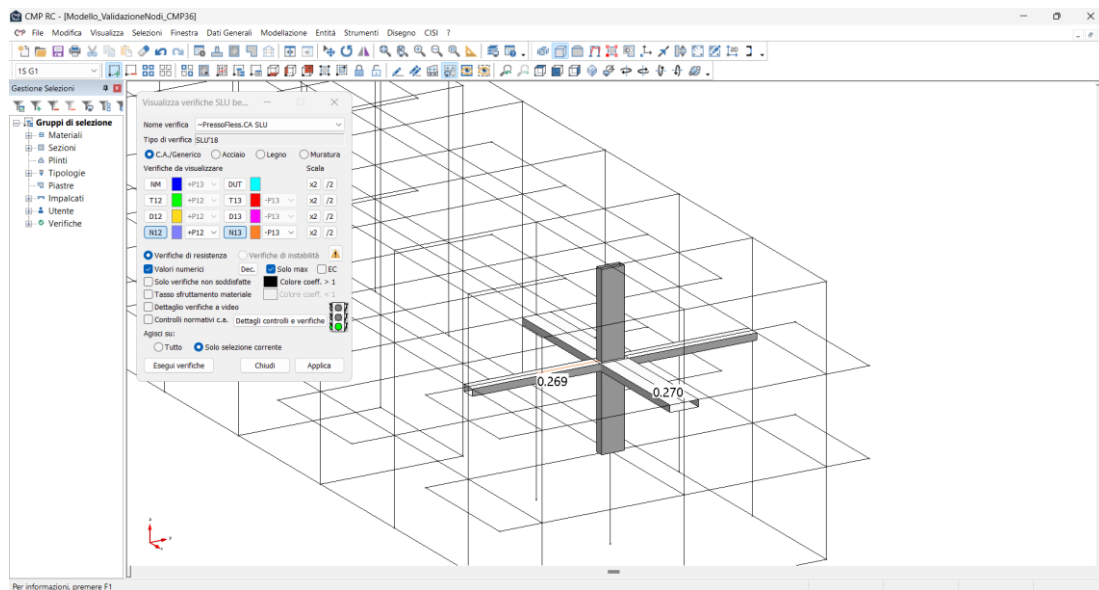 CMP RC - [Modello_ValidazioneNodi_CMP36]
File Modifica Visualizza Selezioni Finestra Dati Generali Modellazione Entità Strumenti Disegno CISI ?
1S G1
Gestione Selezioni
Gruppi di selezione
Materiali
Sezioni
Plinti
Tipologie
Piastre
Impalcati
Utente
Verifiche
Visualizza verifiche SLU be...
Nome verifica ~PressoFless.CA SLU
Tipo di verifica SLU'18
C.A./Generico Acciaio Legno Muratura
Verifiche da visualizzare Scala
NM +P13 DUT x2 /2
T12 +P12 T13 -P13 x2 /2
D12 +P12 D13 -P13 x2 /2
N12 +P12 N13 -P13 x2 /2
Verifiche di resistenza Verifiche di instabilità
Valori numerici Dec. Solo max EC
Solo verifiche non soddisfatte Colore coeff. > 1
Tasso sfruttamento materiale Colore coeff. < 1
Dettaglio verifiche a video
Controlli normativi c.a. Dettagli controlli e verifiche
Agisci su:
Tutto Solo selezione corrente
Esegui verifiche Chiudi Applica
0.269
0.270
Per informazioni, premere F1